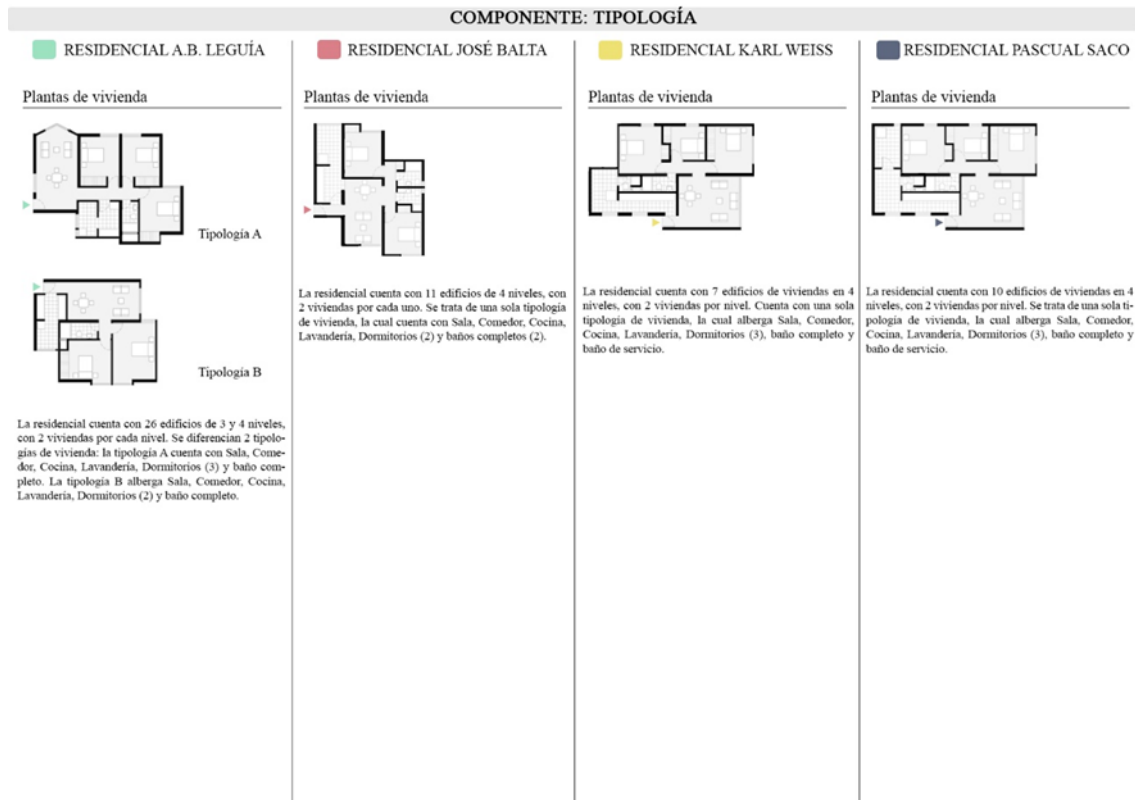 COMPONENTE: TIPOLOGÍA
RESIDENCIAL A.B. LEGUÍA
Plantas de vivienda
Tipología A
Tipología B
La residencial cuenta con 26 edificios de 3 y 4 niveles,
con 2 viviendas por cada nivel. Se diferencian 2 tipolo-
gías de vivienda: la tipología A cuenta con Sala, Come-
dor, Cocina, Lavandería, Dormitorios (3) y baño com-
pleto. La tipología B alberga Sala, Comedor, Cocina,
Lavandería, Dormitorios (2) y baño completo.
RESIDENCIAL JOSÉ BALTA
Plantas de vivienda
La residencial cuenta con 11 edificios de 4 niveles, con
2 viviendas por cada uno. Se trata de una sola tipología
de vivienda, la cual cuenta con Sala, Comedor, Cocina,
Lavandería, Dormitorios (2) y baños completos (2).
RESIDENCIAL KARL WEISS
Plantas de vivienda
La residencial cuenta con 7 edificios de viviendas en 4
niveles, con 2 viviendas por nivel. Cuenta con una sola
tipología de vivienda, la cual alberga Sala, Comedor,
Cocina, Lavandería, Dormitorios (3), baño completo y
baño de servicio.
RESIDENCIAL PASCUAL SACO
Plantas de vivienda
La residencial cuenta con 10 edificios de viviendas en 4
niveles, con 2 viviendas por nivel. Se trata de una sola ti-
pología de vivienda, la cual alberga Sala, Comedor,
Cocina, Lavandería, Dormitorios (3), baño completo y
baño de servicio.